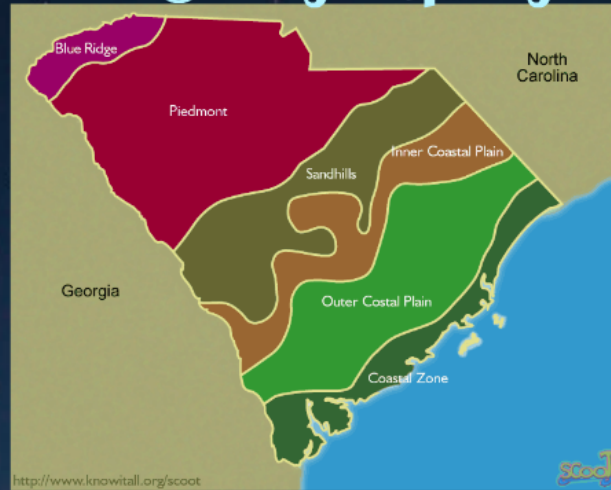 Blue Ridge
North
Carolina
Piedmont
Inner Coastal Plain
Sandhills
Georgia
Outer Costal Plain
Coastal Zone
http://www.knowitall.org/scoot